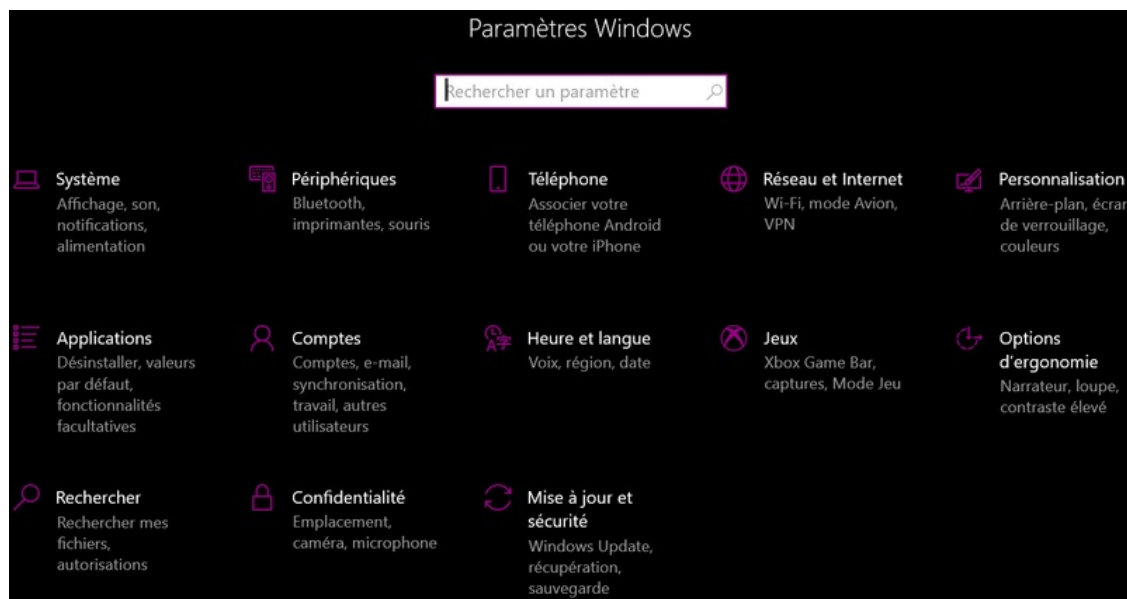 Paramètres Windows
Rechercher un paramètre
Système
Affichage, son,
notifications,
alimentation
Périphériques
Bluetooth,
imprimantes, souris
Téléphone
Associer votre
téléphone Android
ou votre iPhone
Réseau et Internet
Wi-Fi, mode Avion,
VPN
Personnalisation
Arrière-plan, écran
de verrouillage,
couleurs
Applications
Désinstaller, valeurs
par défaut,
fonctionnalités
facultatives
Comptes
Comptes, e-mail,
synchronisation,
travail, autres
utilisateurs
Heure et langue
Voix, région, date
Jeux
Xbox Game Bar,
captures, Mode Jeu
Options
d'ergonomie
Narrateur, loupe,
contraste élevé
Rechercher
Rechercher mes
fichiers,
autorisations
Confidentialité
Emplacement,
caméra, microphone
Mise à jour et
sécurité
Windows Update,
récupération,
sauvegarde